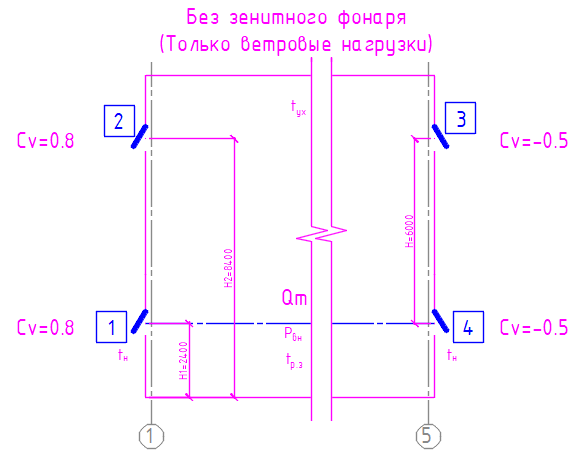 Без зенитного фонаря
(Только ветровые нагрузки)
tух
2
3
Cv=0.8
Cv=-0.5
H=6000
H2=8400
Qm
Cv=0.8
1
4
Cv=-0.5
Pвн
tн
tр.з
tн
H1=2400
1
5